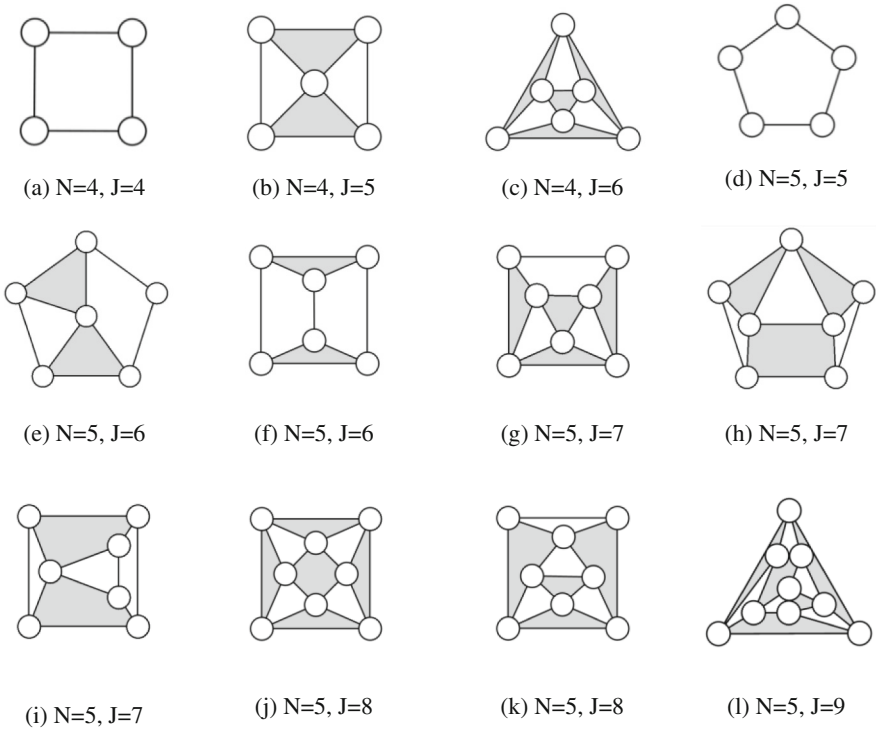 (a) N=4, J=4
(b) N=4, J=5
(c) N=4, J=6
(d) N=5, J=5
(e) N=5, J=6
(f) N=5, J=6
(g) N=5, J=7
(h) N=5, J=7
(i) N=5, J=7
(j) N=5, J=8
(k) N=5, J=8
(l) N=5, J=9